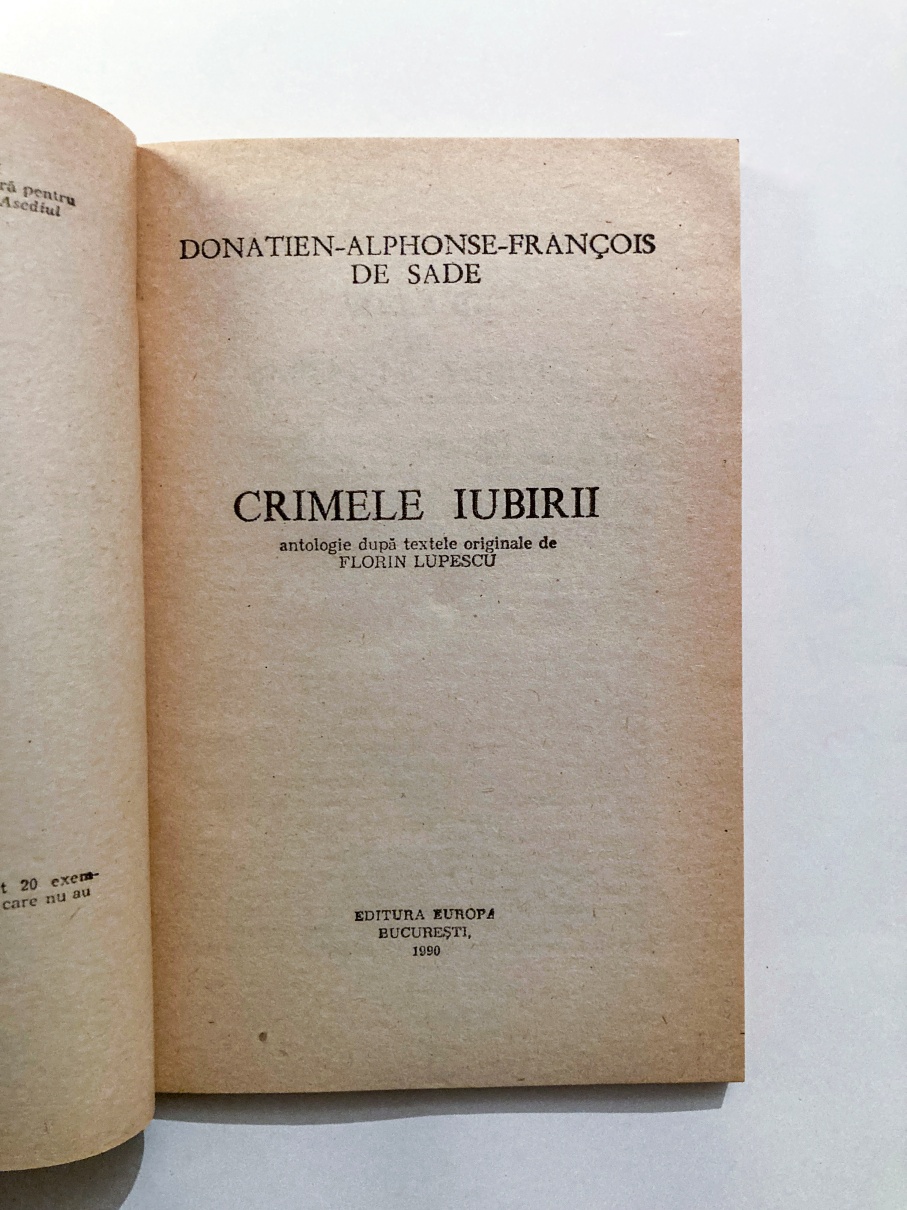 ră pentru
Asediul
t 20 exem-
care nu au
DONATIEN-ALPHONSE-FRANÇOIS
DE SADE
CRIMELE IUBIRII
antologie după textele originale de
FLORIN LUPESCU
EDITURA EUROPA
BUCUREŞTI,
1990